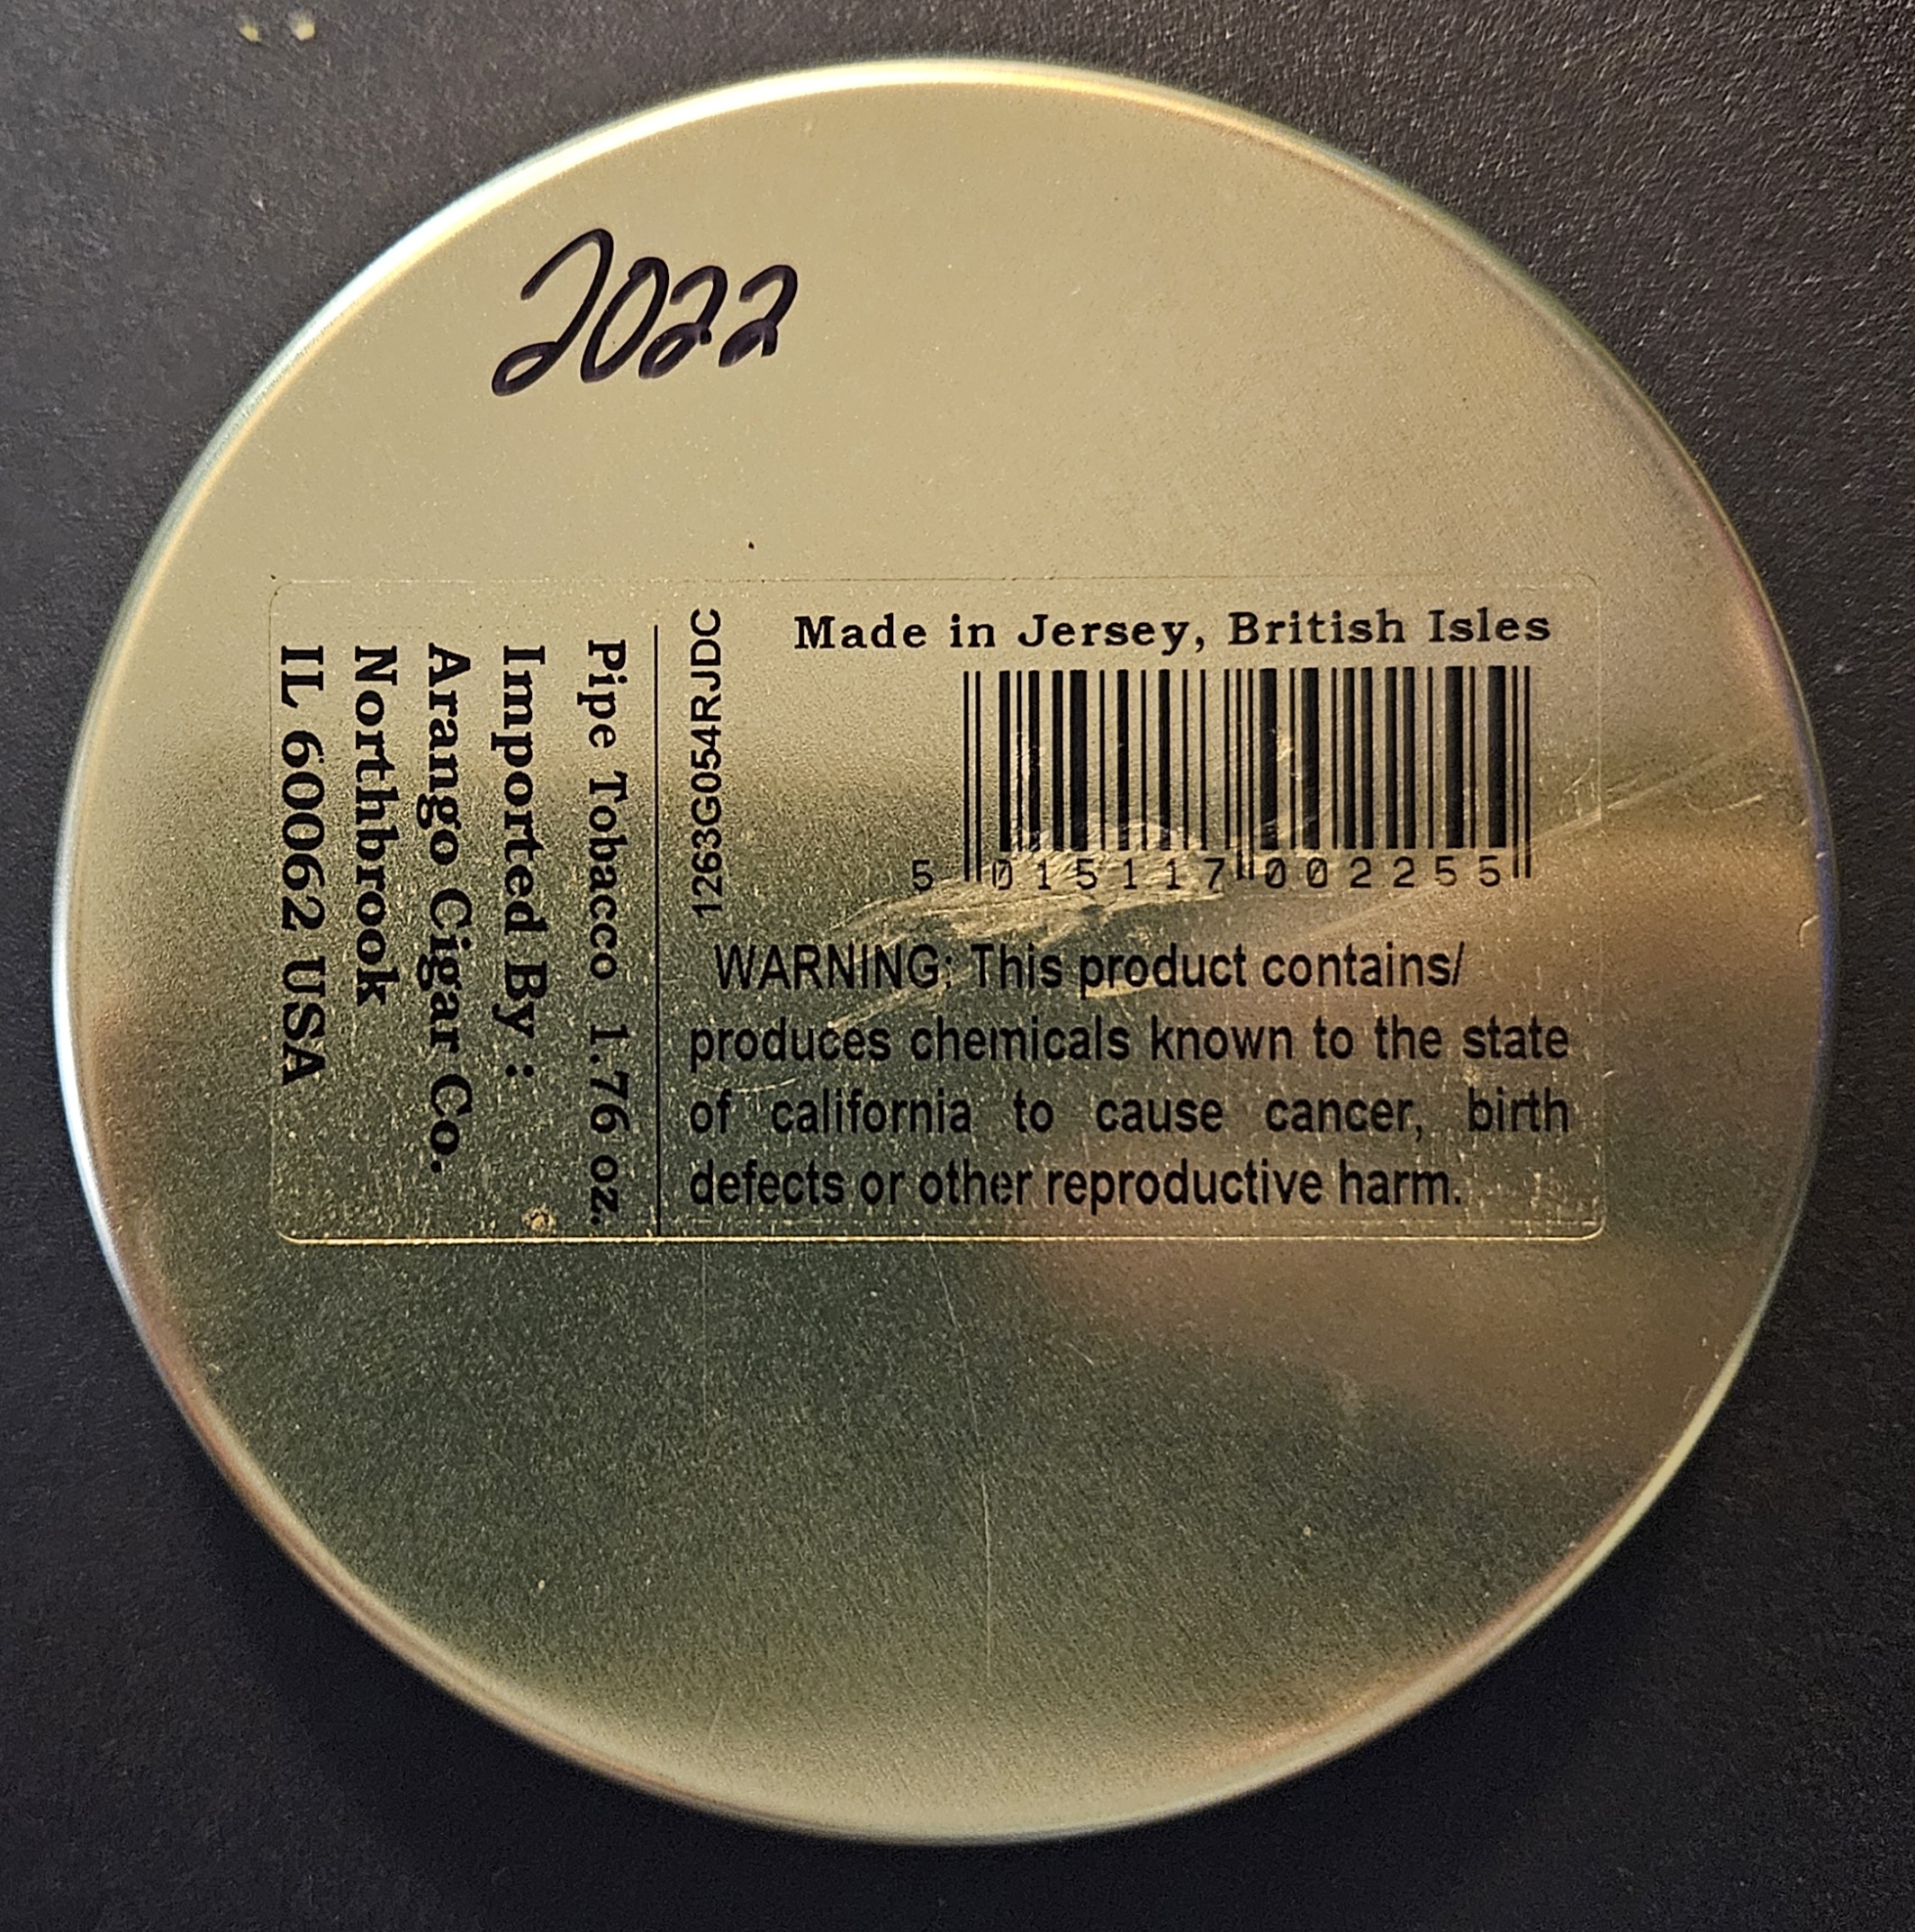 2022
Made in Jersey, British Isles
5 015117 002255
WARNING: This product contains/
produces chemicals known to the state
of california to cause cancer, birth
defects or other reproductive harm.
1263G054RJDC
Pipe Tobacco 1.76 oz.
Imported By :
Arango Cigar Co.
Northbrook
IL 60062 USA